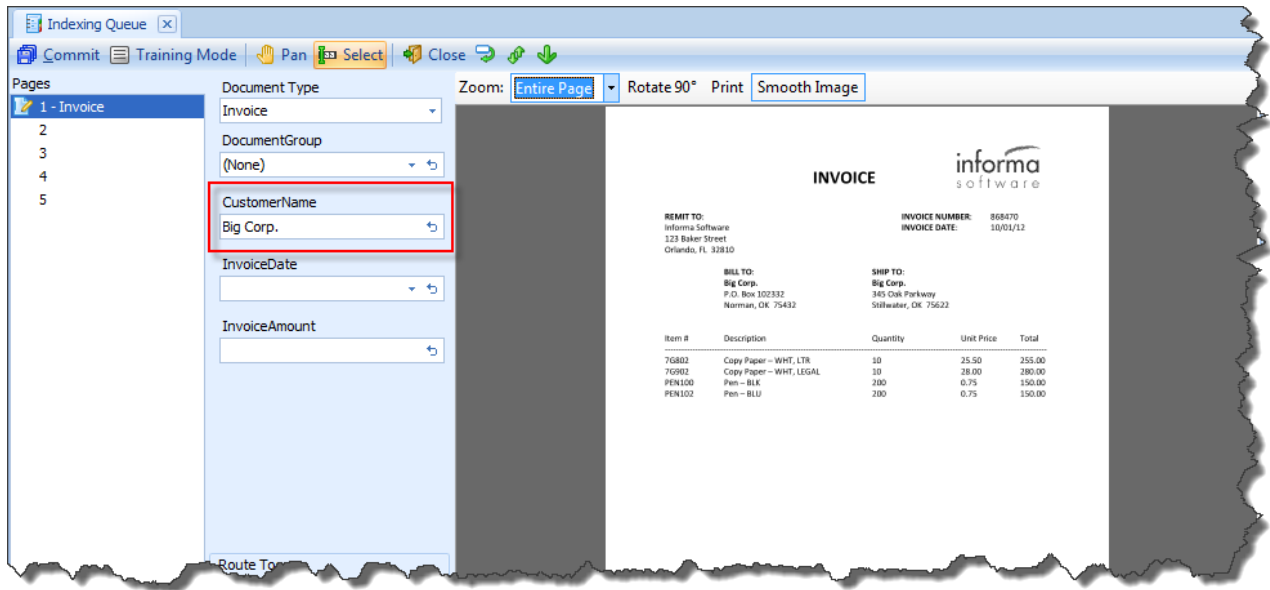 Indexing Queue
Commit Training Mode Pan Select Close
Pages
1 - Invoice
2
3
4
5
Document Type
Invoice
DocumentGroup
(None)
CustomerName
Big Corp.
InvoiceDate
InvoiceAmount
Route To
Zoom: Entire Page Rotate 90° Print Smooth Image
informa
software
INVOICE
REMIT TO:
Informa Software
123 Baker Street
Orlando, FL 32810
INVOICE NUMBER: 868470
INVOICE DATE: 10/01/12
BILL TO:
Big Corp.
P.O. Box 102332
Norman, OK 75432
SHIP TO:
Big Corp.
345 Oak Parkway
Stillwater, OK 75622
Item # Description Quantity Unit Price Total
7G802 Copy Paper – WHT, LTR 10 25.50 255.00
7G902 Copy Paper – WHT, LEGAL 10 28.00 280.00
PEN100 Pen – BLK 200 0.75 150.00
PEN102 Pen – BLU 200 0.75 150.00